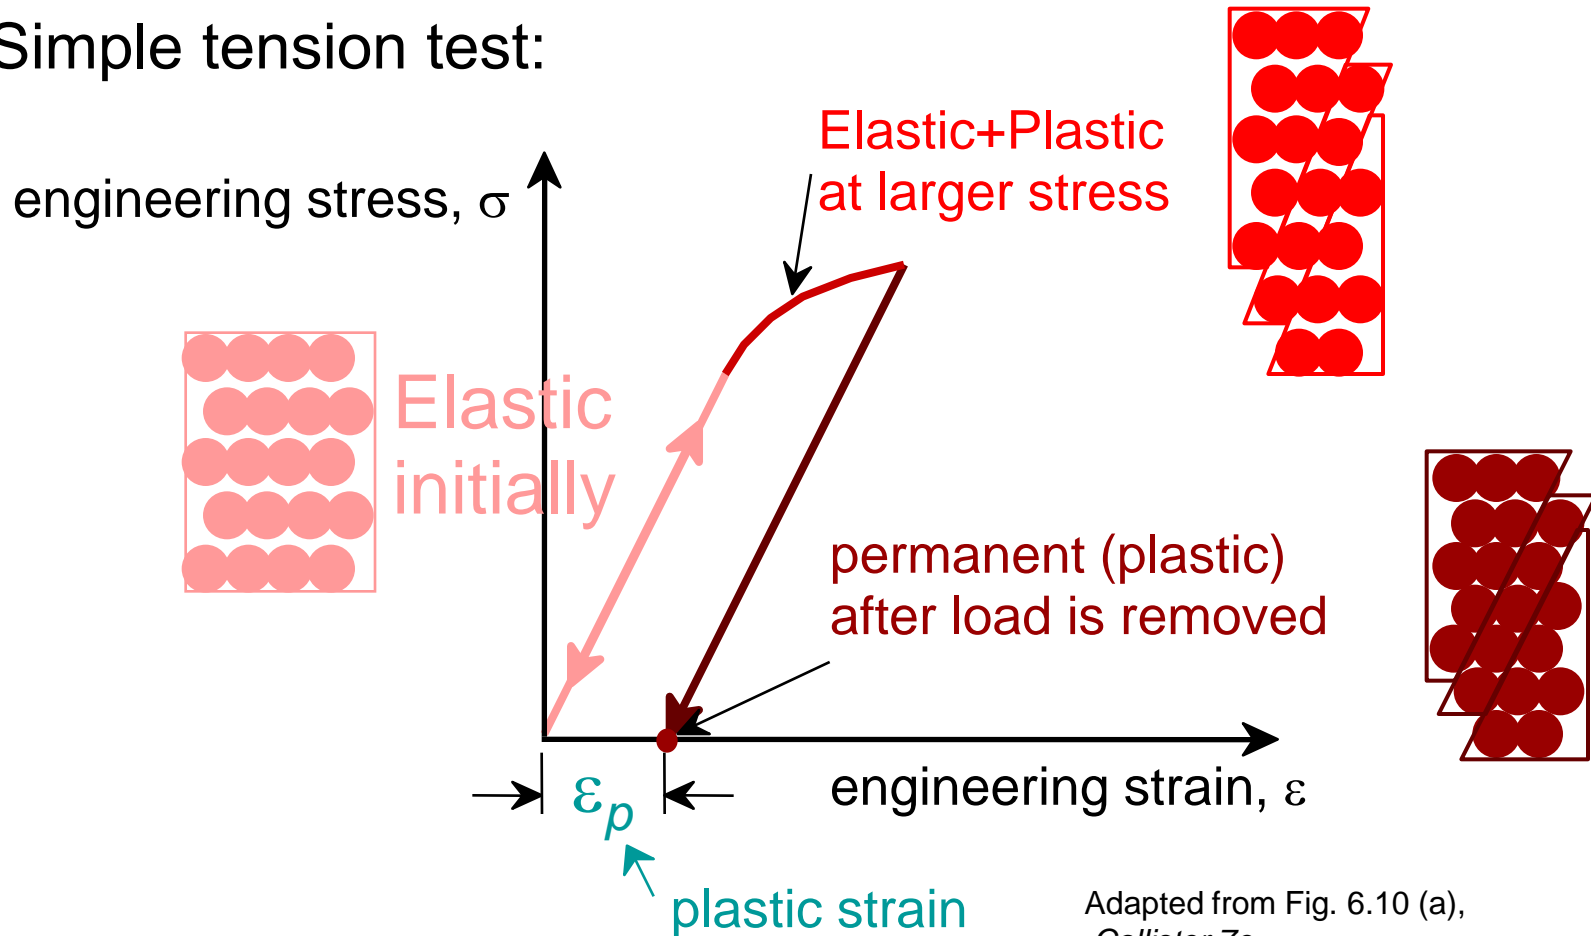 Simple tension test:
engineering stress, σ
Elastic+Plastic
at larger stress
Elastic
initially
permanent (plastic)
after load is removed
engineering strain, ε
εp
plastic strain
Adapted from Fig. 6.10 (a),